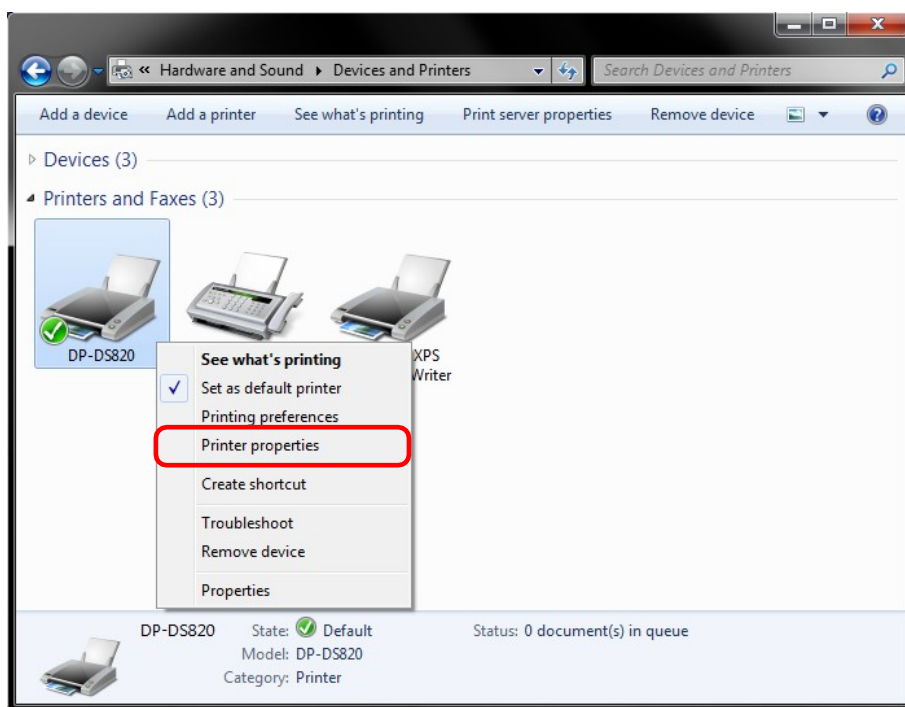 « Hardware and Sound ▸ Devices and Printers Search Devices and Printers
Add a device Add a printer See what's printing Print server properties Remove device
Devices (3)
Printers and Faxes (3)
DP-DS820
XPS
Writer
See what's printing
Set as default printer
Printing preferences
Printer properties
Create shortcut
Troubleshoot
Remove device
Properties
DP-DS820 State: Default Status: 0 document(s) in queue
Model: DP-DS820
Category: Printer